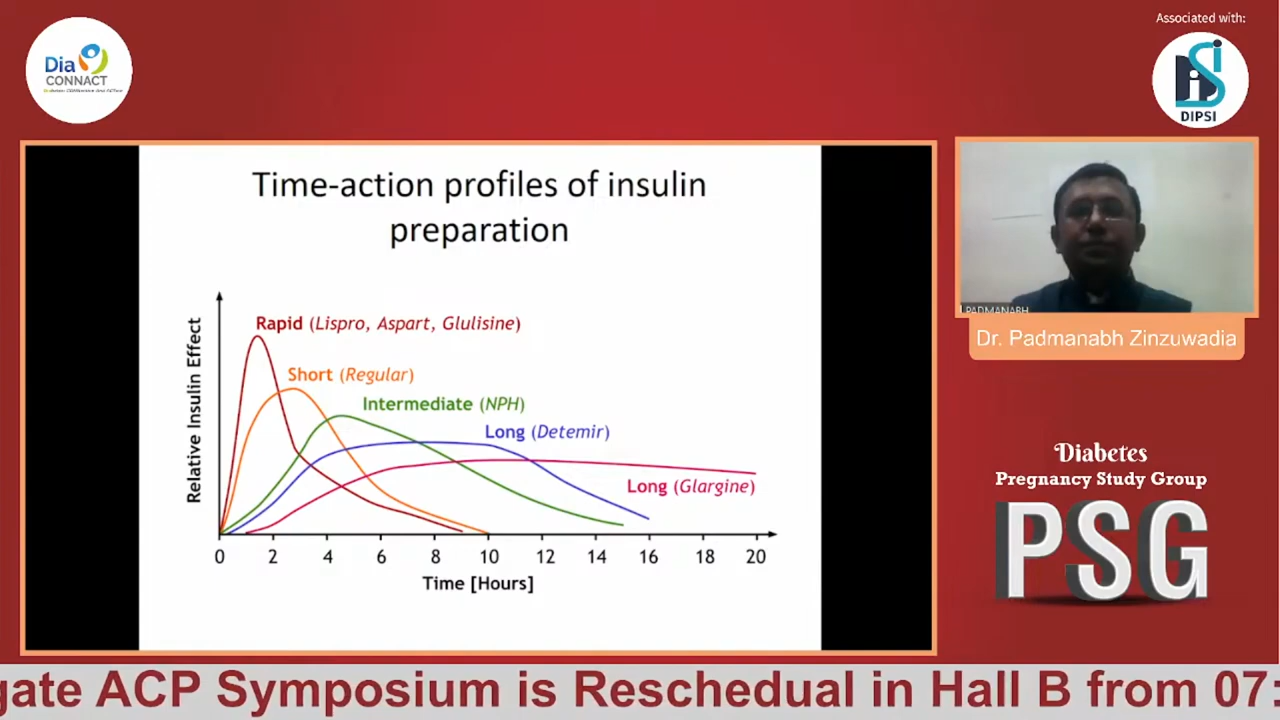 Associated with:
Dia
CONNACT
DIPSI
Time-action profiles of insulin
preparation
Relative Insulin Effect
Rapid (Lispro, Aspart, Glulisine)
Short (Regular)
Intermediate (NPH)
Long (Detemir)
Long (Glargine)
0 2 4 6 8 10 12 14 16 18 20
Time [Hours]
PADMANABH
Dr. Padmanabh Zinzuwadia
Diabetes
Pregnancy Study Group
PSG
gate ACP Symposium is Reschedual in Hall B from 07: